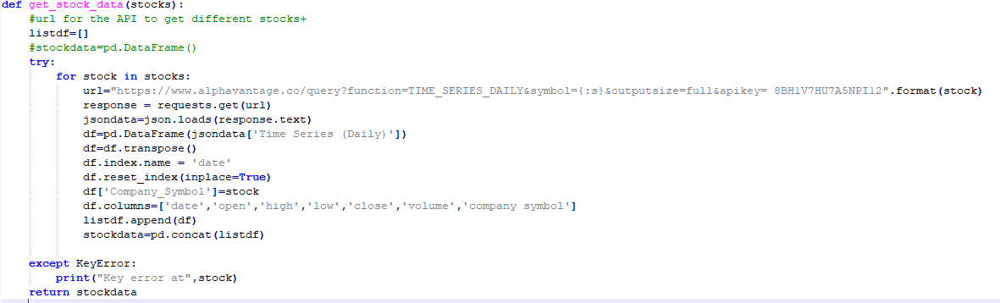 def get_stock_data(stocks):
    #url for the API to get different stocks+
    listdf=[]
    #stockdata=pd.DataFrame()
    try:
        for stock in stocks:
            url="https://www.alphavantage.co/query?function=TIME_SERIES_DAILY&symbol={:s}&outputsize=full&apikey= 8BH1V7HU7A5NPI12".format(stock)
            response = requests.get(url)
            jsondata=json.loads(response.text)
            df=pd.DataFrame(jsondata['Time Series (Daily)'])
            df=df.transpose()
            df.index.name = 'date'
            df.reset_index(inplace=True)
            df['Company_Symbol']=stock
            df.columns=['date','open','high','low','close','volume','company symbol']
            listdf.append(df)
            stockdata=pd.concat(listdf)
    except KeyError:
        print("Key error at",stock)
    return stockdata